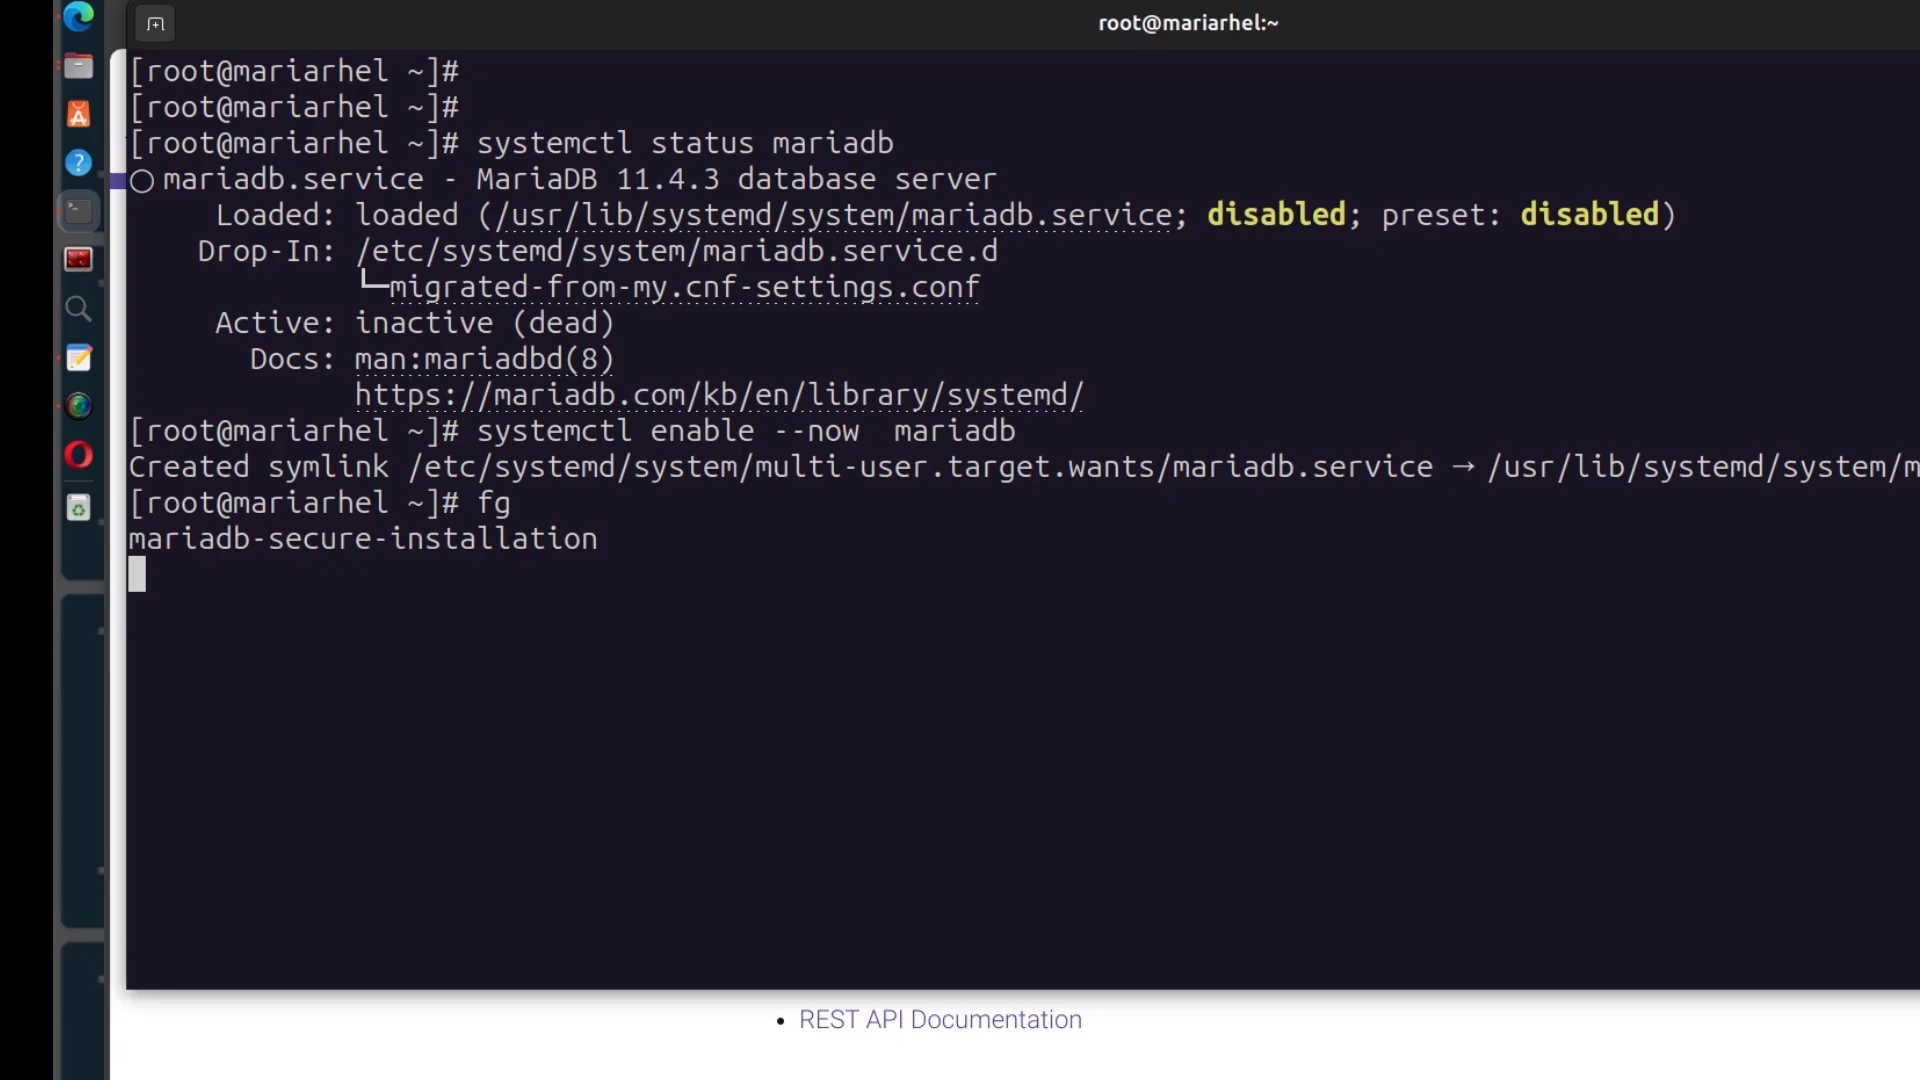 root@mariarhel:~
[root@mariarhel ~]#
[root@mariarhel ~]#
[root@mariarhel ~]# systemctl status mariadb
○ mariadb.service - MariaDB 11.4.3 database server
Loaded: loaded (/usr/lib/systemd/system/mariadb.service; disabled; preset: disabled)
Drop-In: /etc/systemd/system/mariadb.service.d
└─migrated-from-my.cnf-settings.conf
Active: inactive (dead)
Docs: man:mariadbd(8)
https://mariadb.com/kb/en/library/systemd/
[root@mariarhel ~]# systemctl enable --now  mariadb
Created symlink /etc/systemd/system/multi-user.target.wants/mariadb.service → /usr/lib/systemd/system/m
[root@mariarhel ~]# fg
mariadb-secure-installation
• REST API Documentation